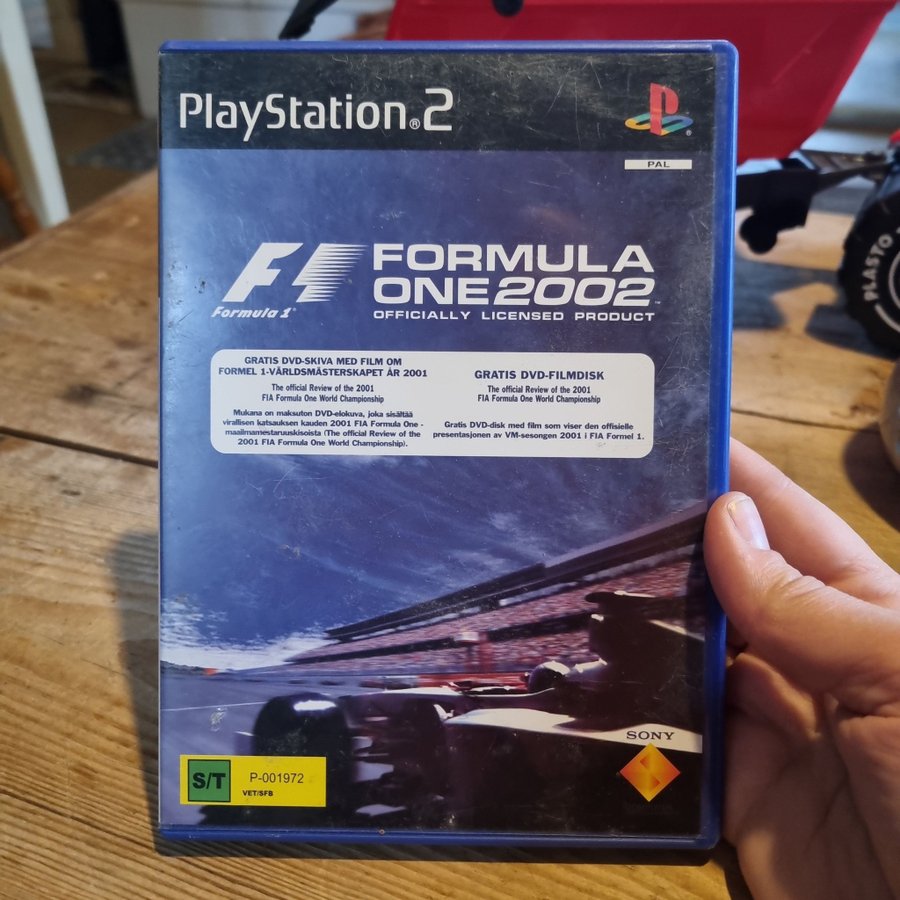 PlayStation®2
PAL
F1 FORMULA
ONE 2002™
Formula 1®
OFFICIALLY LICENSED PRODUCT
GRATIS DVD-SKIVA MED FILM OM
FORMEL 1-VÄRLDSMÄSTERSKAPET ÅR 2001
The official Review of the 2001
FIA Formula One World Championship
Mukana on maksuton DVD-elokuva, joka sisältää
virallisen katsauksen kauden 2001 FIA Formula One -
maailmamestaruuskisoista (The official Review of the
2001 FIA Formula One World Championship).
GRATIS DVD-FILMDISK
The official Review of the 2001
FIA Formula One World Championship
Gratis DVD-disk med film som viser den offisielle
presentasjonen av VM-sesongen 2001 i FIA Formel 1.
SONY
S/T P-001972
VET/SFB
PLASTO